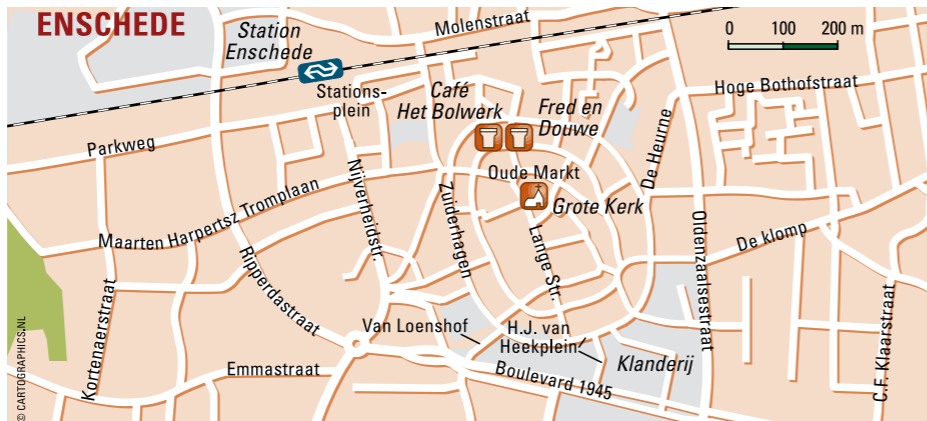 ENSCHEDE
Station
Enschede
Molenstraat
0 100 200 m
Stations-
plein
Café
Het Bolwerk
Fred en
Douwe
Hoge Bothofstraat
Parkweg
De Heurne
Oude Markt
Nijverheidstr.
Zuiderhagen
Grote Kerk
Maarten Harpertsz Tromplaan
Lange Str.
Oldenzaalsestraat
De klomp
Ripperdastraat
Kortenaerstraat
Van Loenshof
H.J. van
Heekplein
Klanderij
C.F. Klaarstraat
Emmastraat
Boulevard 1945
© CARTOGRAPHICS.NL